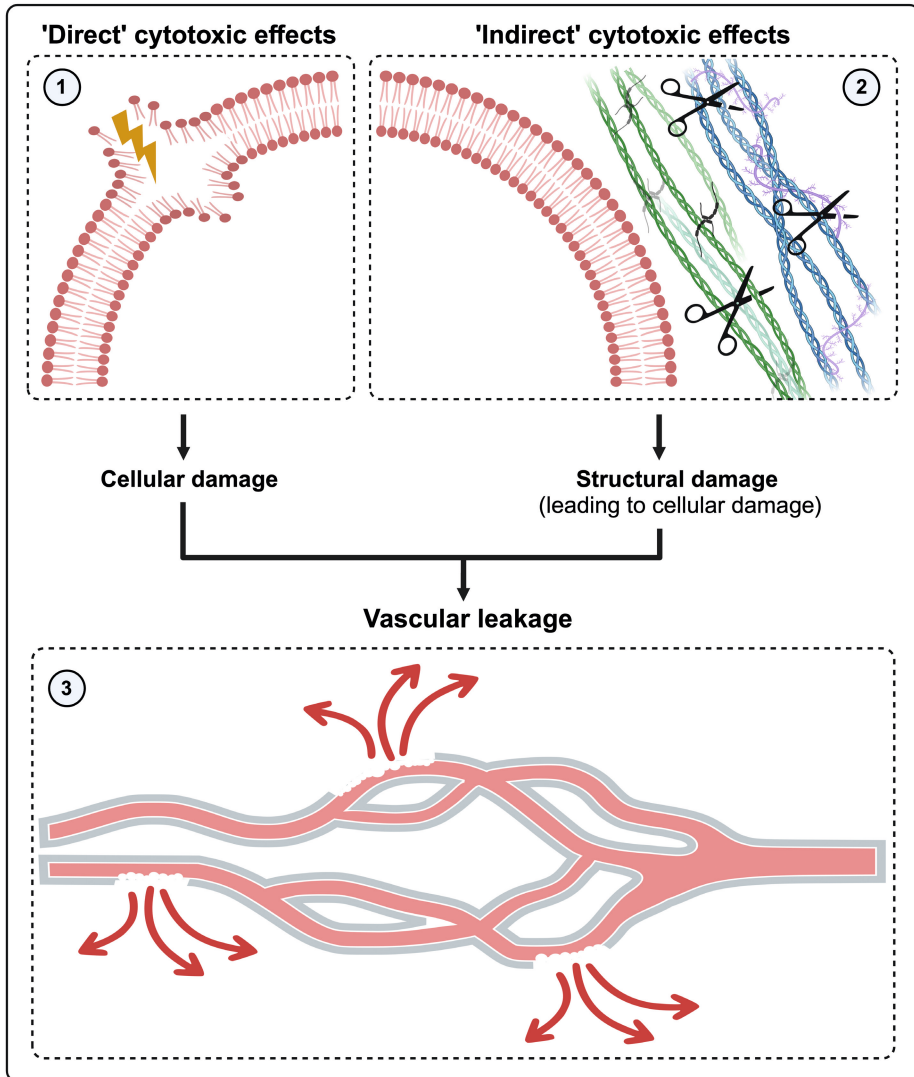 'Direct' cytotoxic effects
'Indirect' cytotoxic effects
1
2
Cellular damage
Structural damage
(leading to cellular damage)
Vascular leakage
3